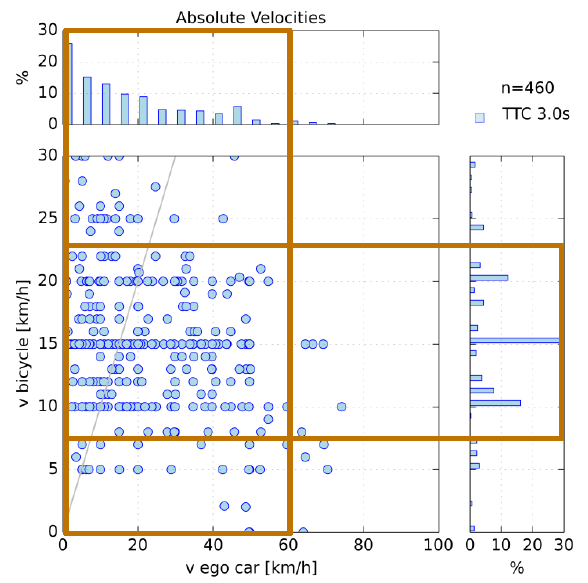 Absolute Velocities
30
20
10
0
%
n=460
TTC 3.0s
30
25
20
15
10
5
0
v bicycle [km/h]
0 20 40 60 80 100
v ego car [km/h]
0 10 20 30
%